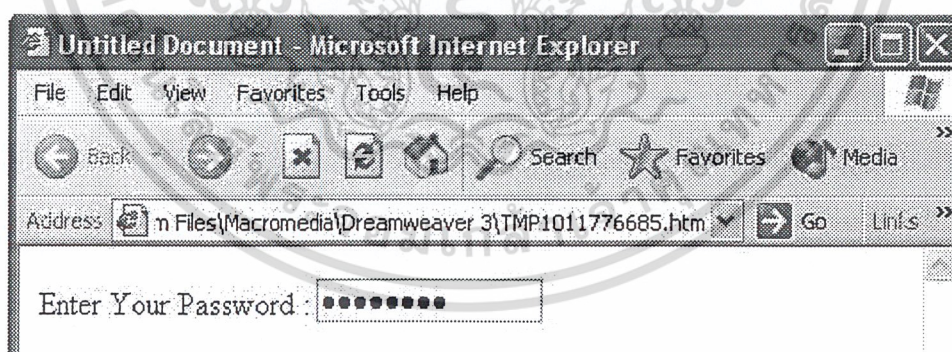 Untitled Document - Microsoft Internet Explorer
File Edit View Favorites Tools Help
Back Search Favorites Media »
Address n Files\Macromedia\Dreamweaver 3\TMP1011776685.htm Go Links »
Enter Your Password : ●●●●●●●●